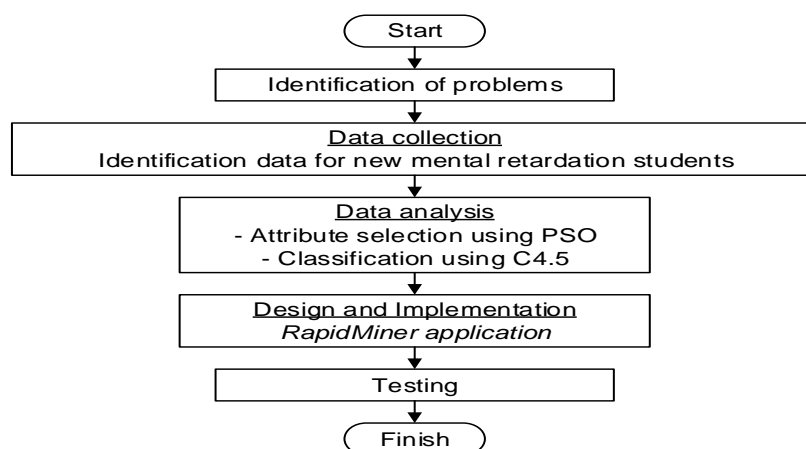 Start
Identification of problems
Data collection
Identification data for new mental retardation students
Data analysis
- Attribute selection using PSO
- Classification using C4.5
Design and Implementation
RapidMiner application
Testing
Finish